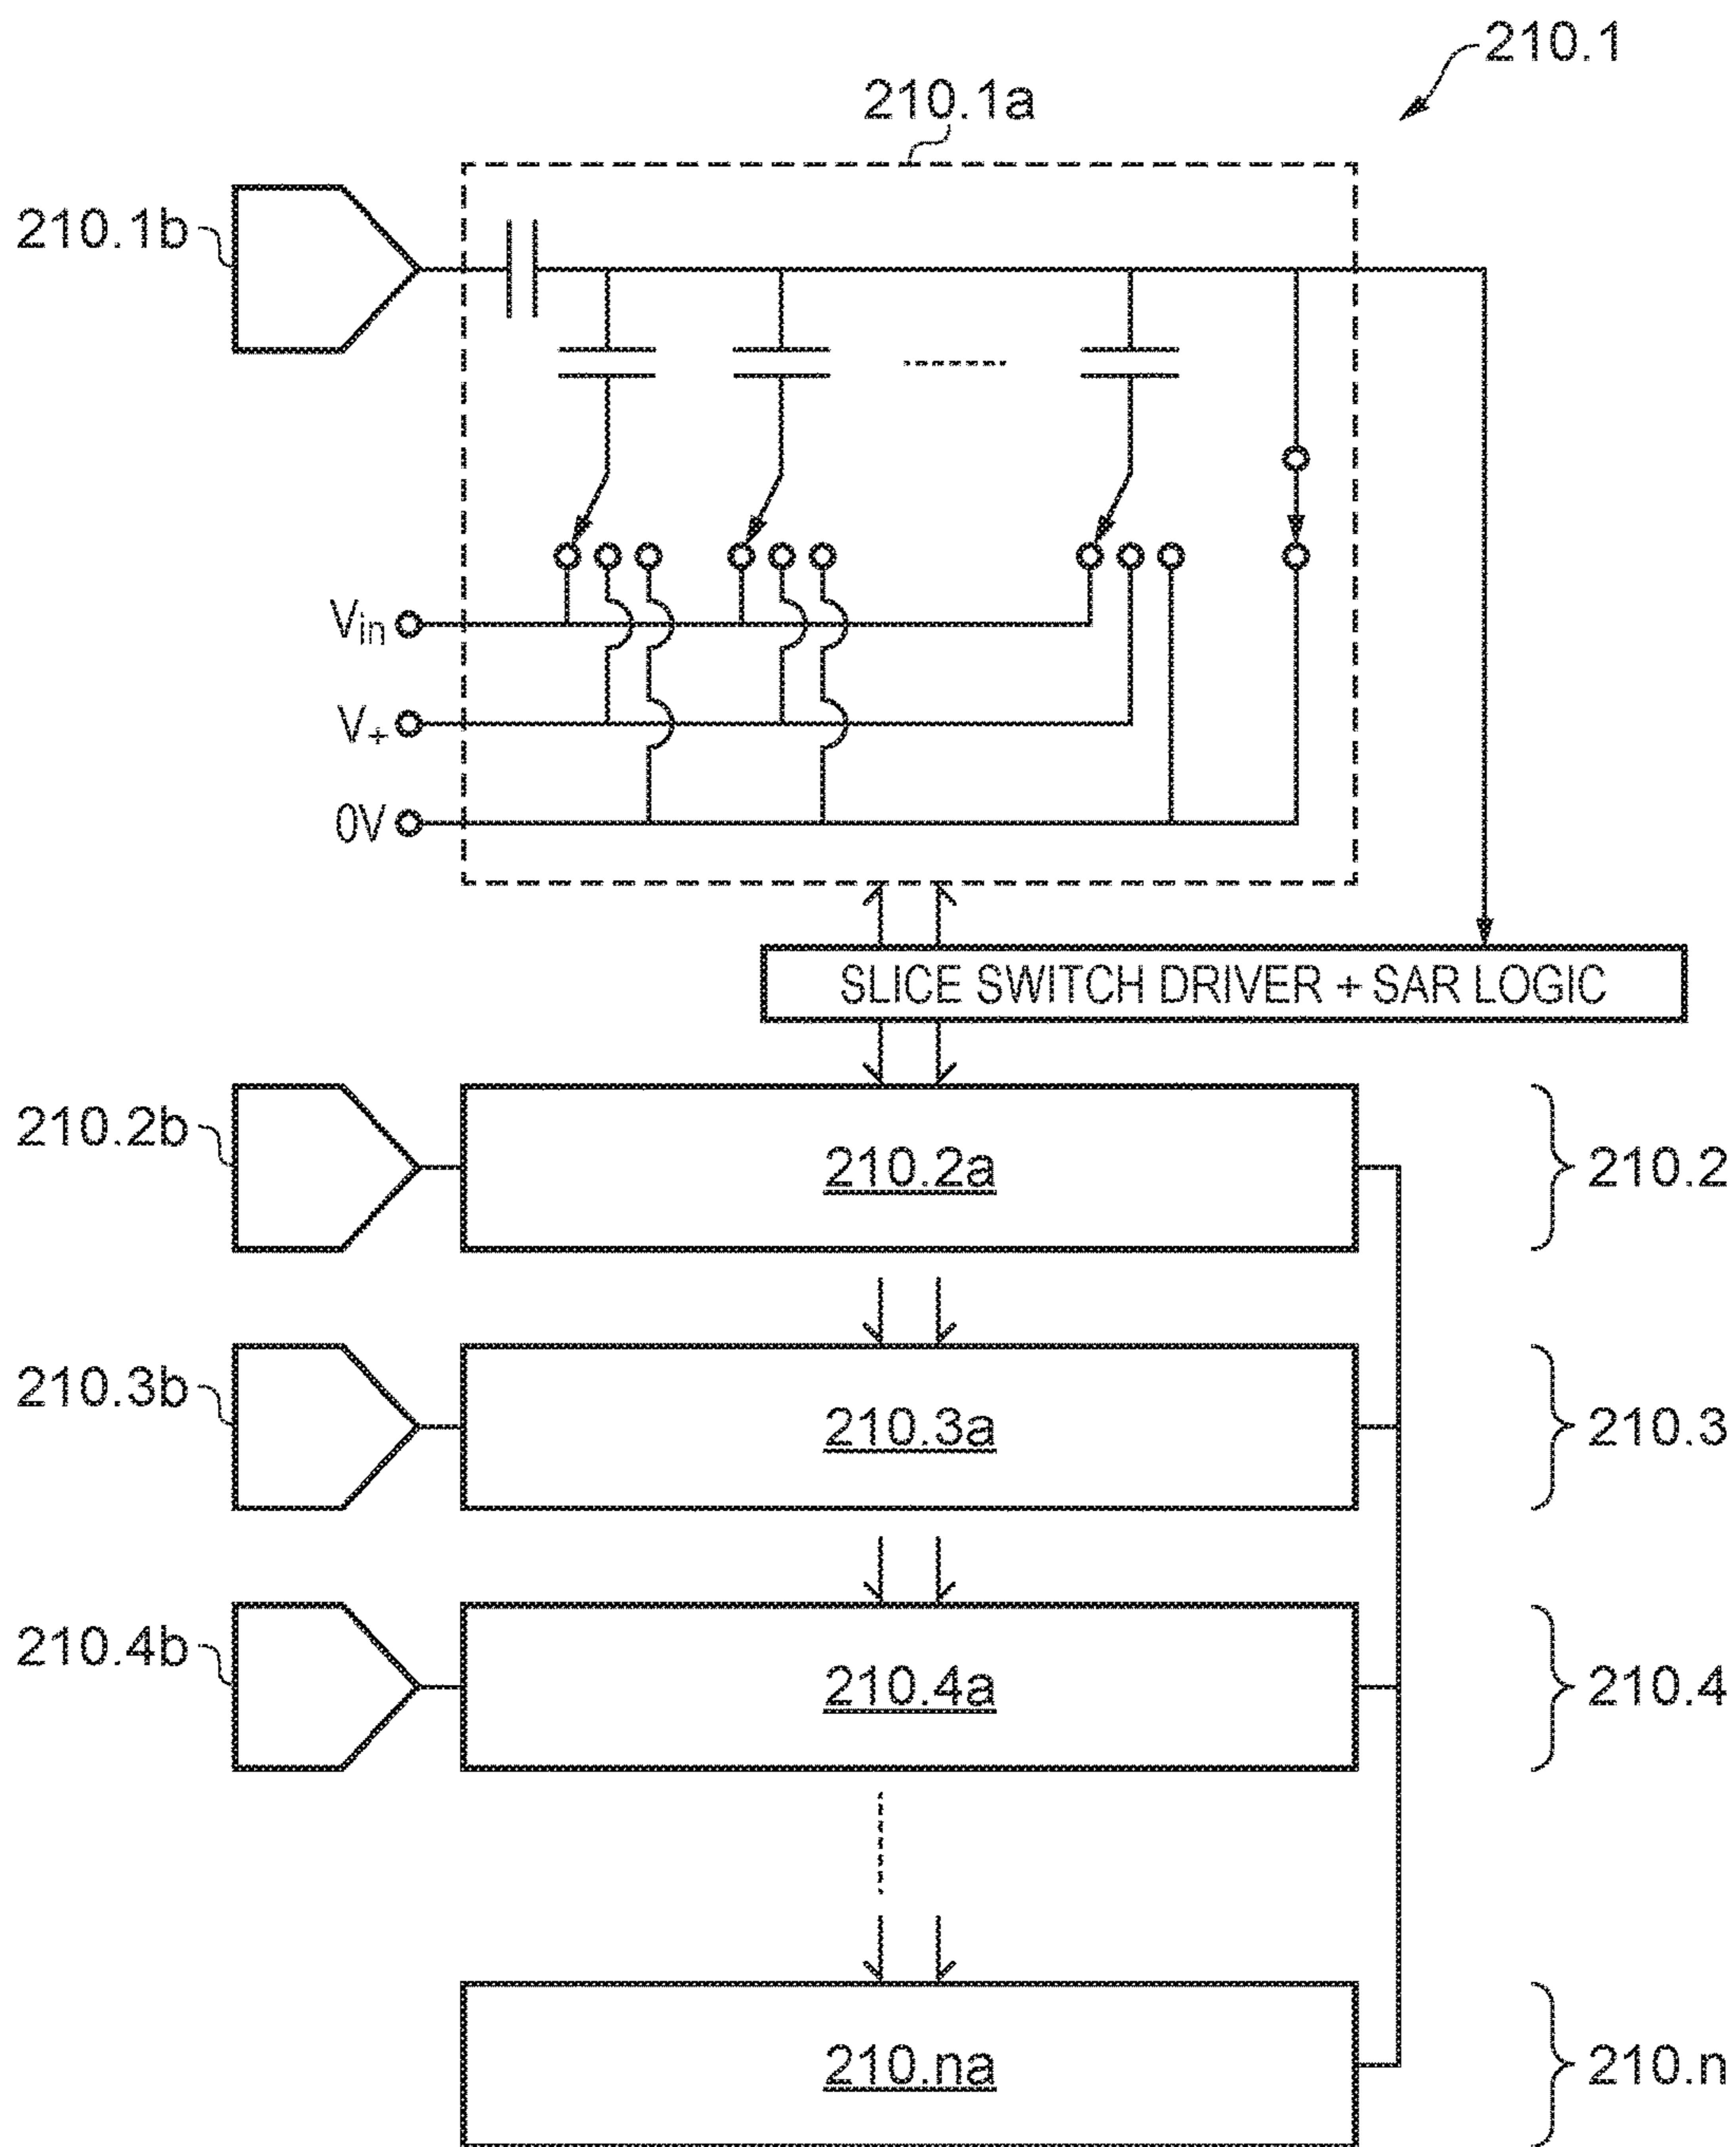 210.1
210.1a
210.1b
Vin
V+
0V
SLICE SWITCH DRIVER + SAR LOGIC
210.2b
210.2a
210.2
210.3b
210.3a
210.3
210.4b
210.4a
210.4
210.na
210.n